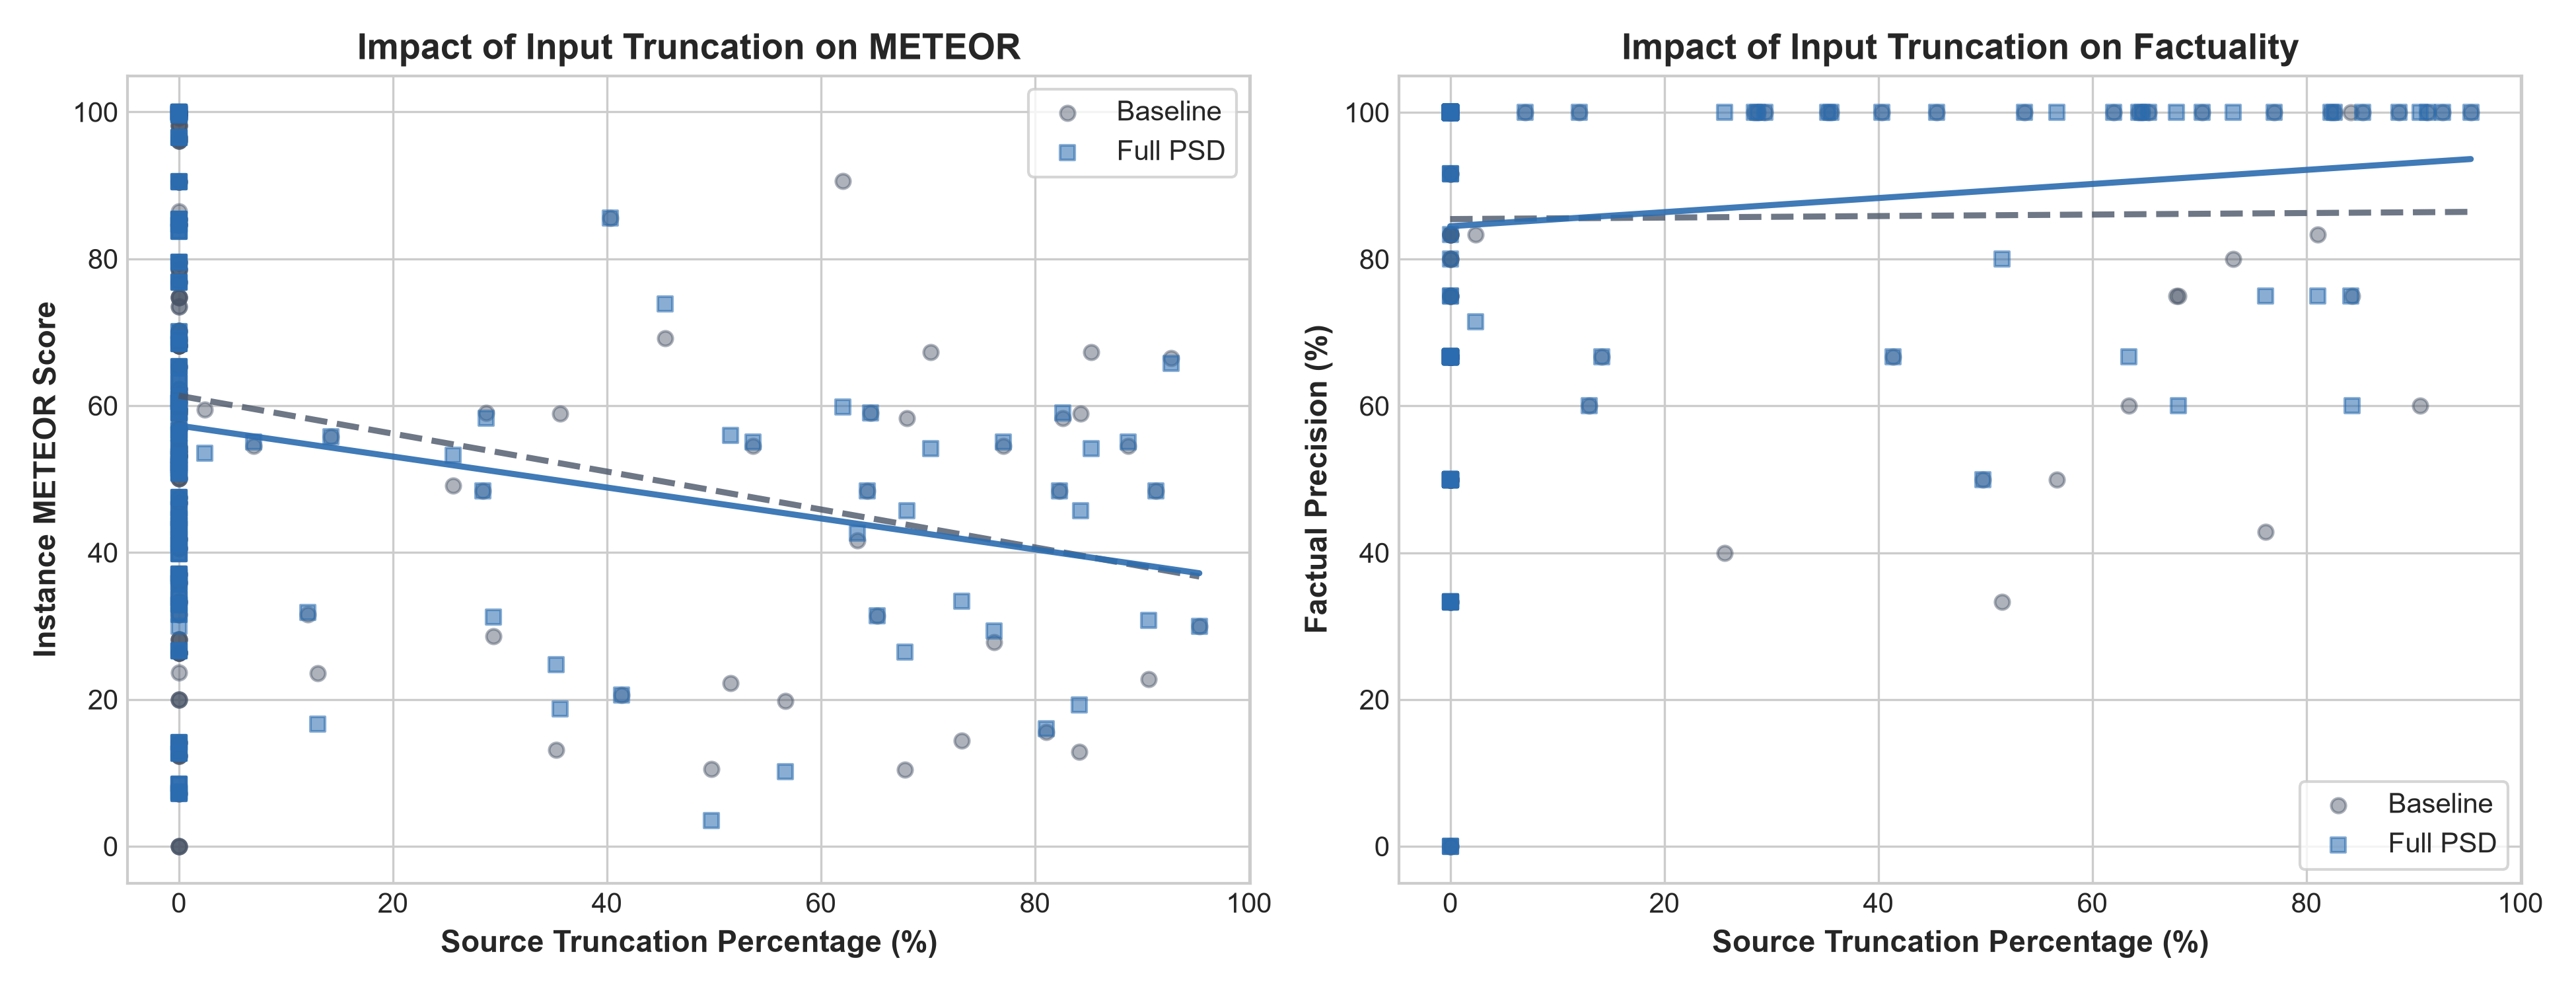 Impact of Input Truncation on METEOR
Instance METEOR Score
100
80
60
40
20
0
Baseline
Full PSD
0 20 40 60 80 100
Source Truncation Percentage (%)
Impact of Input Truncation on Factuality
Factual Precision (%)
100
80
60
40
20
0
Baseline
Full PSD
0 20 40 60 80 100
Source Truncation Percentage (%)